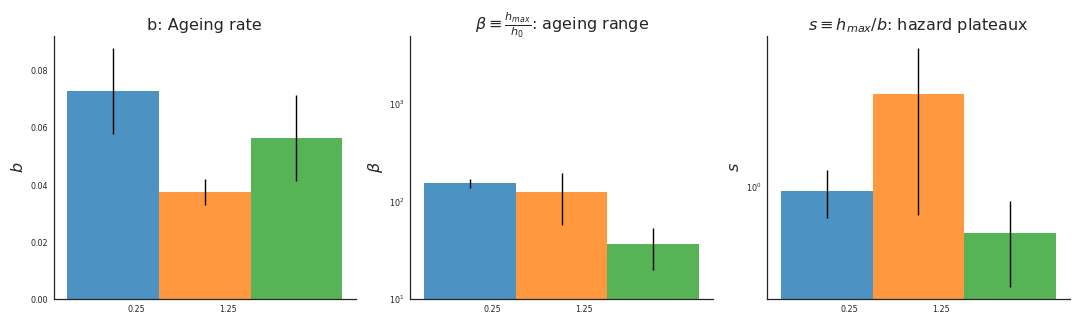 b: Ageing rate
b
0.08
0.06
0.04
0.02
0.00
0.25 1.25
β ≡ h_max/h_0: ageing range
β
10³
10²
10¹
0.25 1.25
s ≡ h_max/b: hazard plateaux
s
10⁰
0.25 1.25